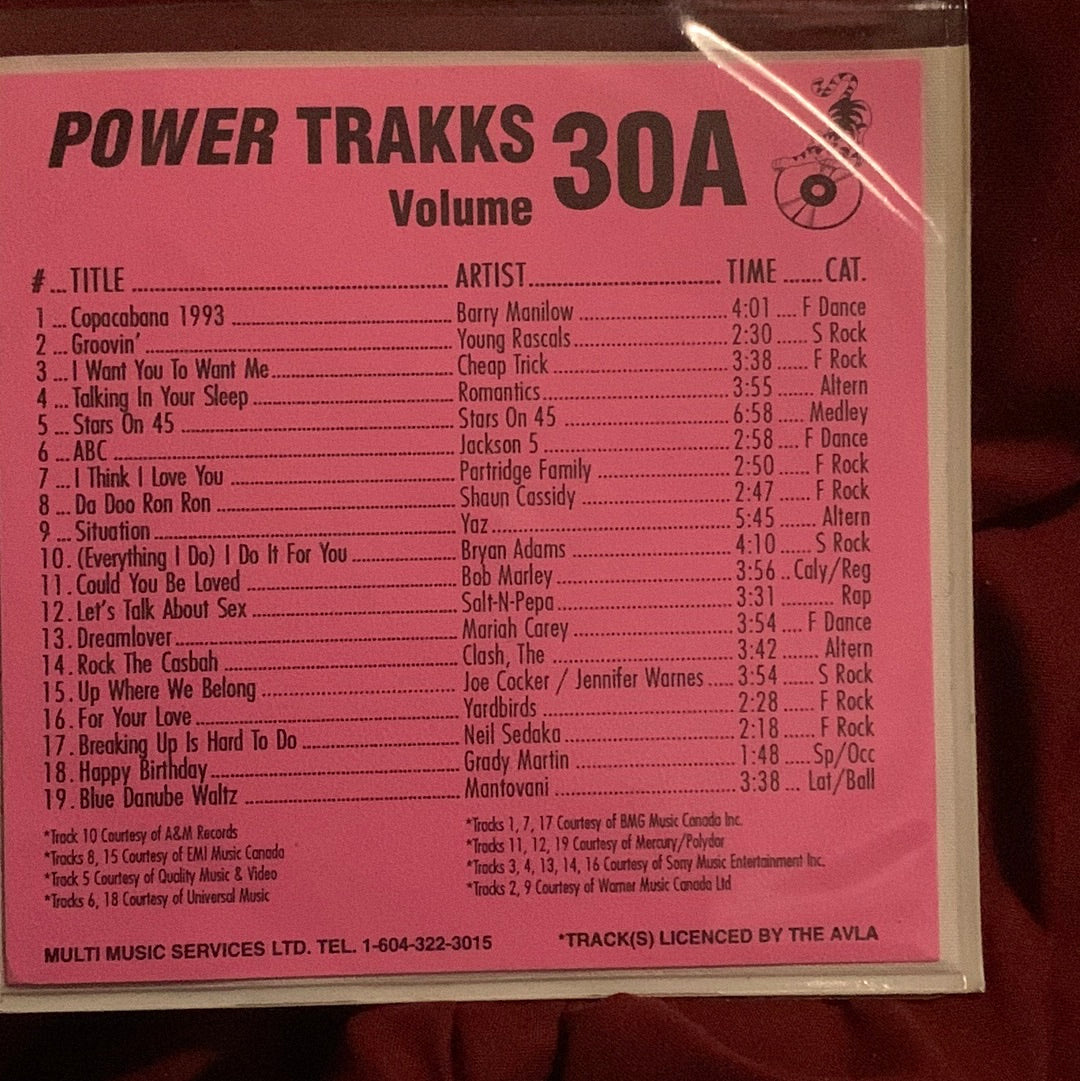 POWER TRAKKS 30A
Volume
# ... TITLE ... ARTIST ... TIME ... CAT.
1 ... Copacabana 1993 ... Barry Manilow ... 4:01 ... F Dance
2 ... Groovin' ... Young Rascals ... 2:30 ... S Rock
3 ... I Want You To Want Me ... Cheap Trick ... 3:38 ... F Rock
4 ... Talking In Your Sleep ... Romantics ... 3:55 ... Altern
5 ... Stars On 45 ... Stars On 45 ... 6:58 ... Medley
6 ... ABC ... Jackson 5 ... 2:58 ... F Dance
7 ... I Think I Love You ... Partridge Family ... 2:50 ... F Rock
8 ... Da Doo Ron Ron ... Shaun Cassidy ... 2:47 ... F Rock
9 ... Situation ... Yaz ... 5:45 ... Altern
10. (Everything I Do) I Do It For You ... Bryan Adams ... 4:10 ... S Rock
11. Could You Be Loved ... Bob Marley ... 3:56 .. Caly/Reg
12. Let's Talk About Sex ... Salt-N-Pepa ... 3:31 ... Rap
13. Dreamlover ... Mariah Carey ... 3:54 ... F Dance
14. Rock The Casbah ... Clash, The ... 3:42 ... Altern
15. Up Where We Belong ... Joe Cocker / Jennifer Warnes ... 3:54 ... S Rock
16. For Your Love ... Yardbirds ... 2:28 ... F Rock
17. Breaking Up Is Hard To Do ... Neil Sedaka ... 2:18 ... F Rock
18. Happy Birthday ... Grady Martin ... 1:48 ... Sp/Occ
19. Blue Danube Waltz ... Mantovani ... 3:38 ... Lat/Ball
*Track 10 Courtesy of A&M Records
*Tracks 8, 15 Courtesy of EMI Music Canada
*Track 5 Courtesy of Quality Music & Video
*Tracks 6, 18 Courtesy of Universal Music
*Tracks 1, 7, 17 Courtesy of BMG Music Canada Inc.
*Tracks 11, 12, 19 Courtesy of Mercury/Polydor
*Tracks 3, 4, 13, 14, 16 Courtesy of Sony Music Entertainment Inc.
*Tracks 2, 9 Courtesy of Warner Music Canada Ltd
MULTI MUSIC SERVICES LTD. TEL. 1-604-322-3015 *TRACK(S) LICENCED BY THE AVLA